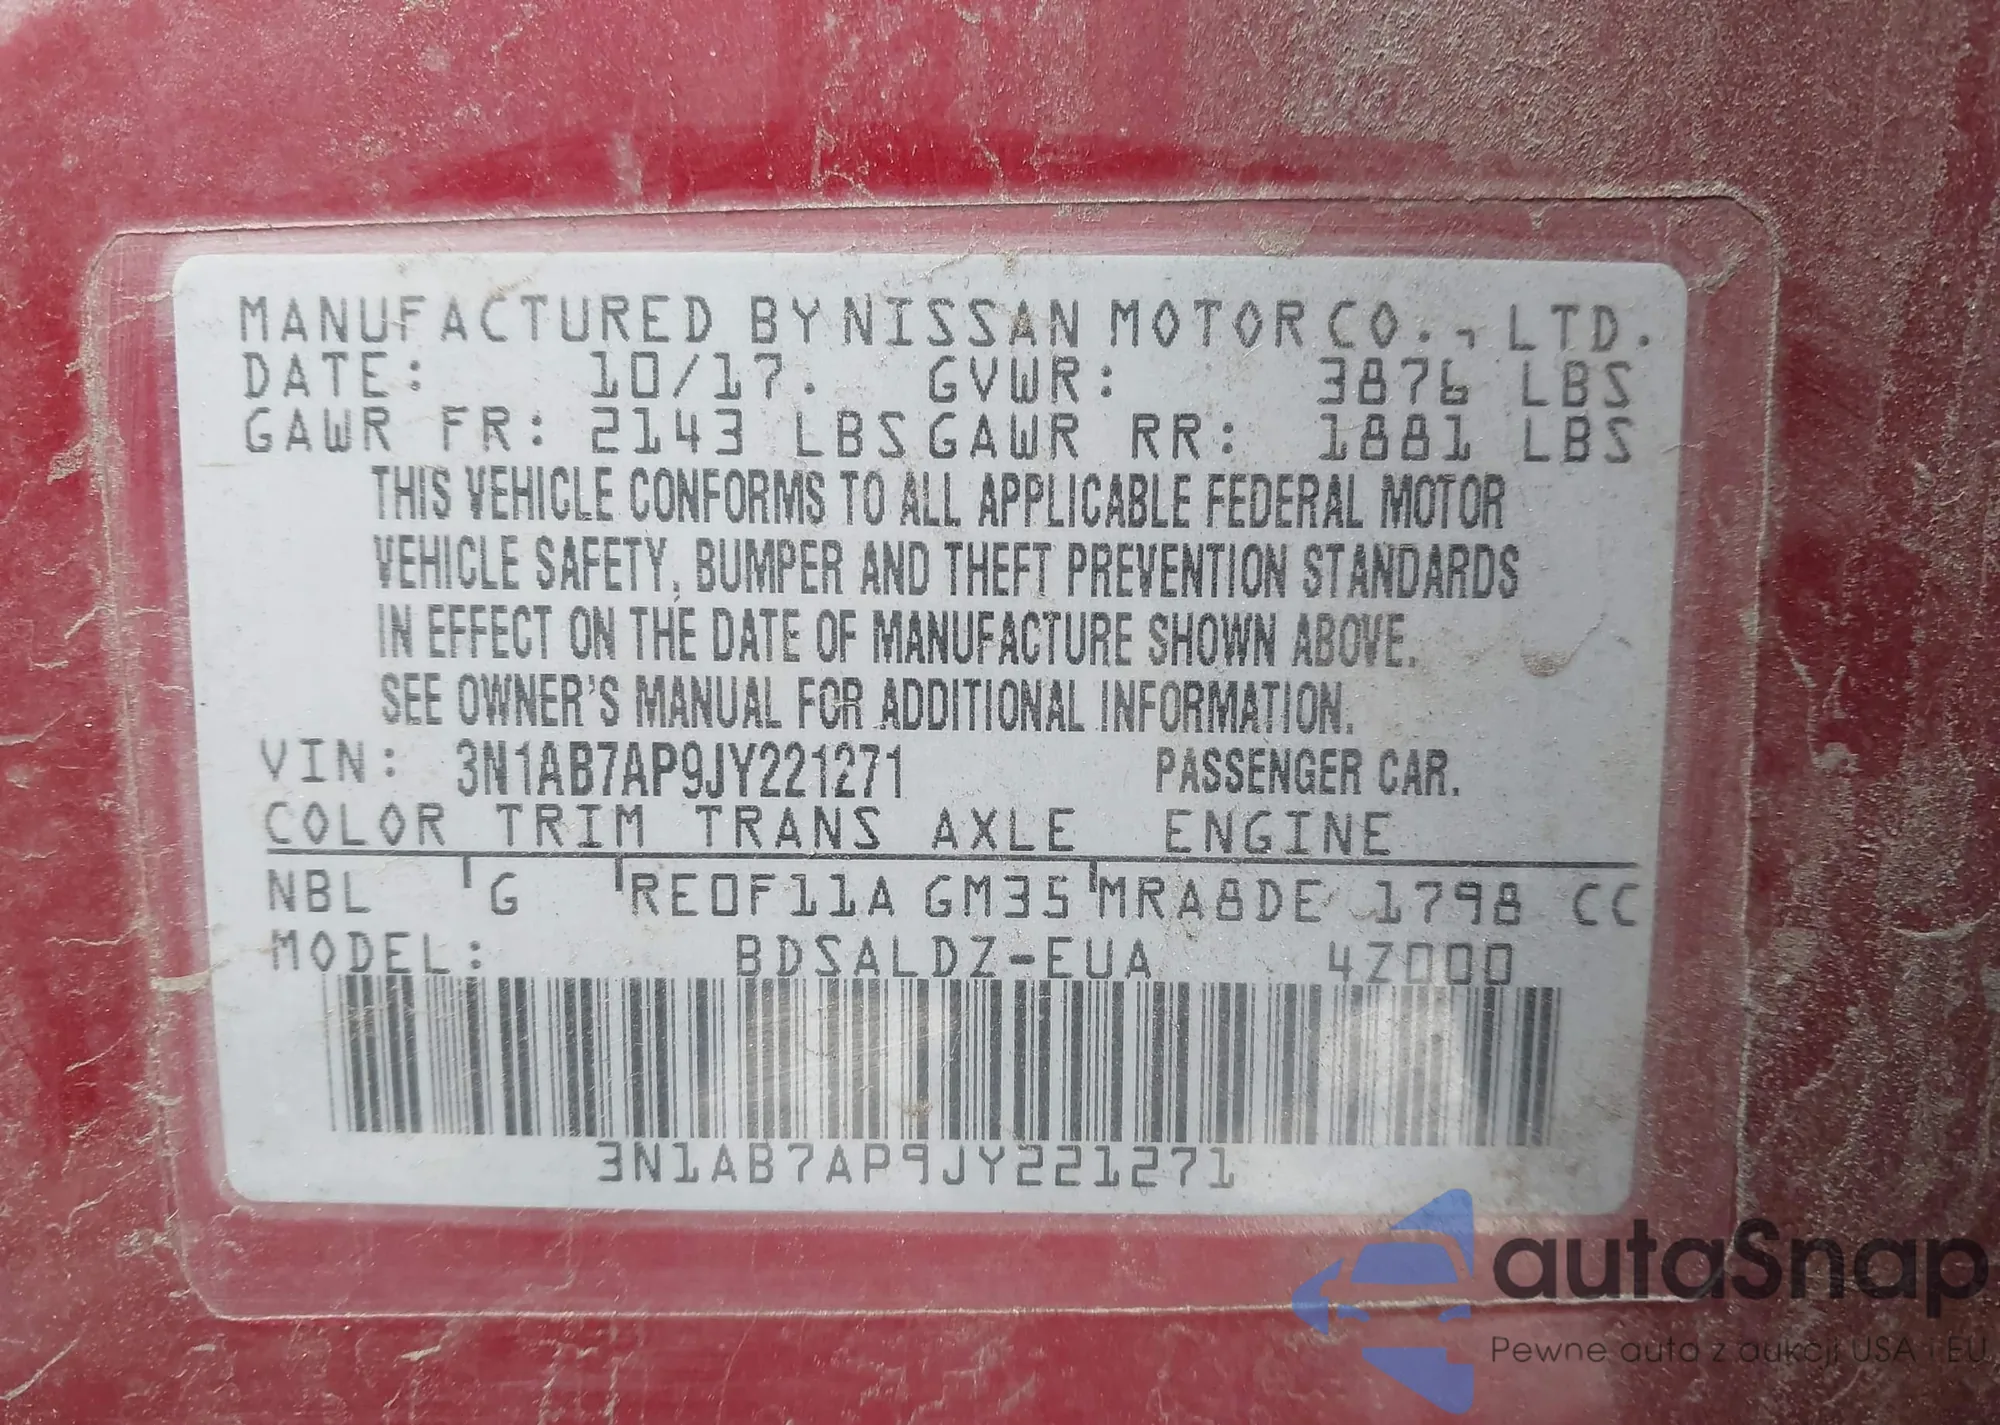 MANUFACTURED BY NISSAN MOTOR CO., LTD.
DATE: 10/17. GVWR: 3876 LBS
GAWR FR: 2143 LBS GAWR RR: 1881 LBS
THIS VEHICLE CONFORMS TO ALL APPLICABLE FEDERAL MOTOR
VEHICLE SAFETY, BUMPER AND THEFT PREVENTION STANDARDS
IN EFFECT ON THE DATE OF MANUFACTURE SHOWN ABOVE.
SEE OWNER'S MANUAL FOR ADDITIONAL INFORMATION.
VIN: 3N1AB7AP9JY221271 PASSENGER CAR.
COLOR TRIM TRANS AXLE ENGINE
NBL G RE0F11A GM35 MRA8DE 1798 CC
MODEL: BDSALDZ-EUA 4Z000
3N1AB7AP9JY221271
autaSnap
Pewne auta z aukcji USA i EU